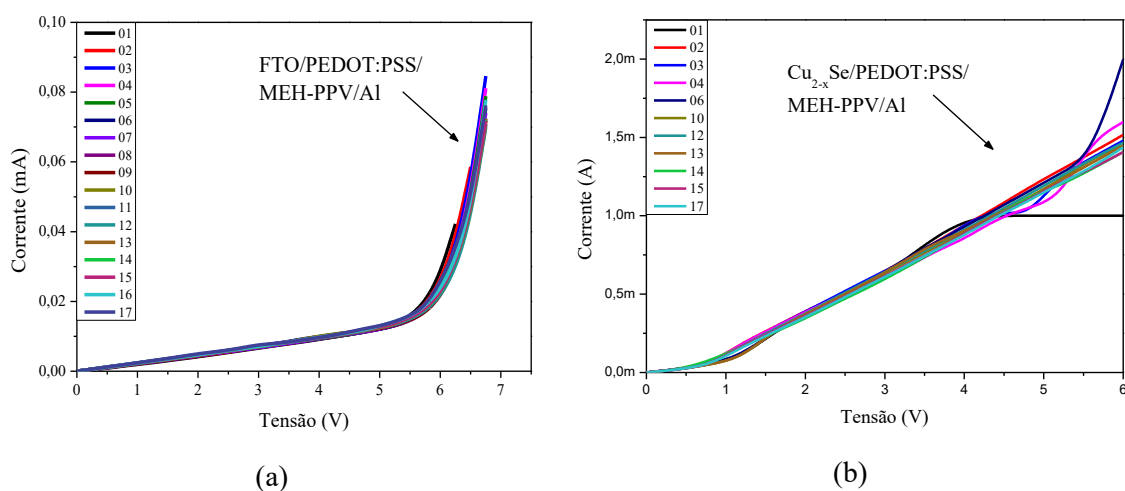 0,10
0,08
0,06
0,04
0,02
0,00
Corrente (mA)
01
02
03
04
05
06
07
08
09
10
11
12
13
14
15
16
17
FTO/PEDOT:PSS/
MEH-PPV/Al
0 1 2 3 4 5 6 7
Tensão (V)
(a)
2,0m
1,5m
1,0m
0,5m
0,0m
Corrente (A)
01
02
03
04
06
10
12
13
14
15
17
Cu2-xSe/PEDOT:PSS/
MEH-PPV/Al
0 1 2 3 4 5 6
Tensão (V)
(b)